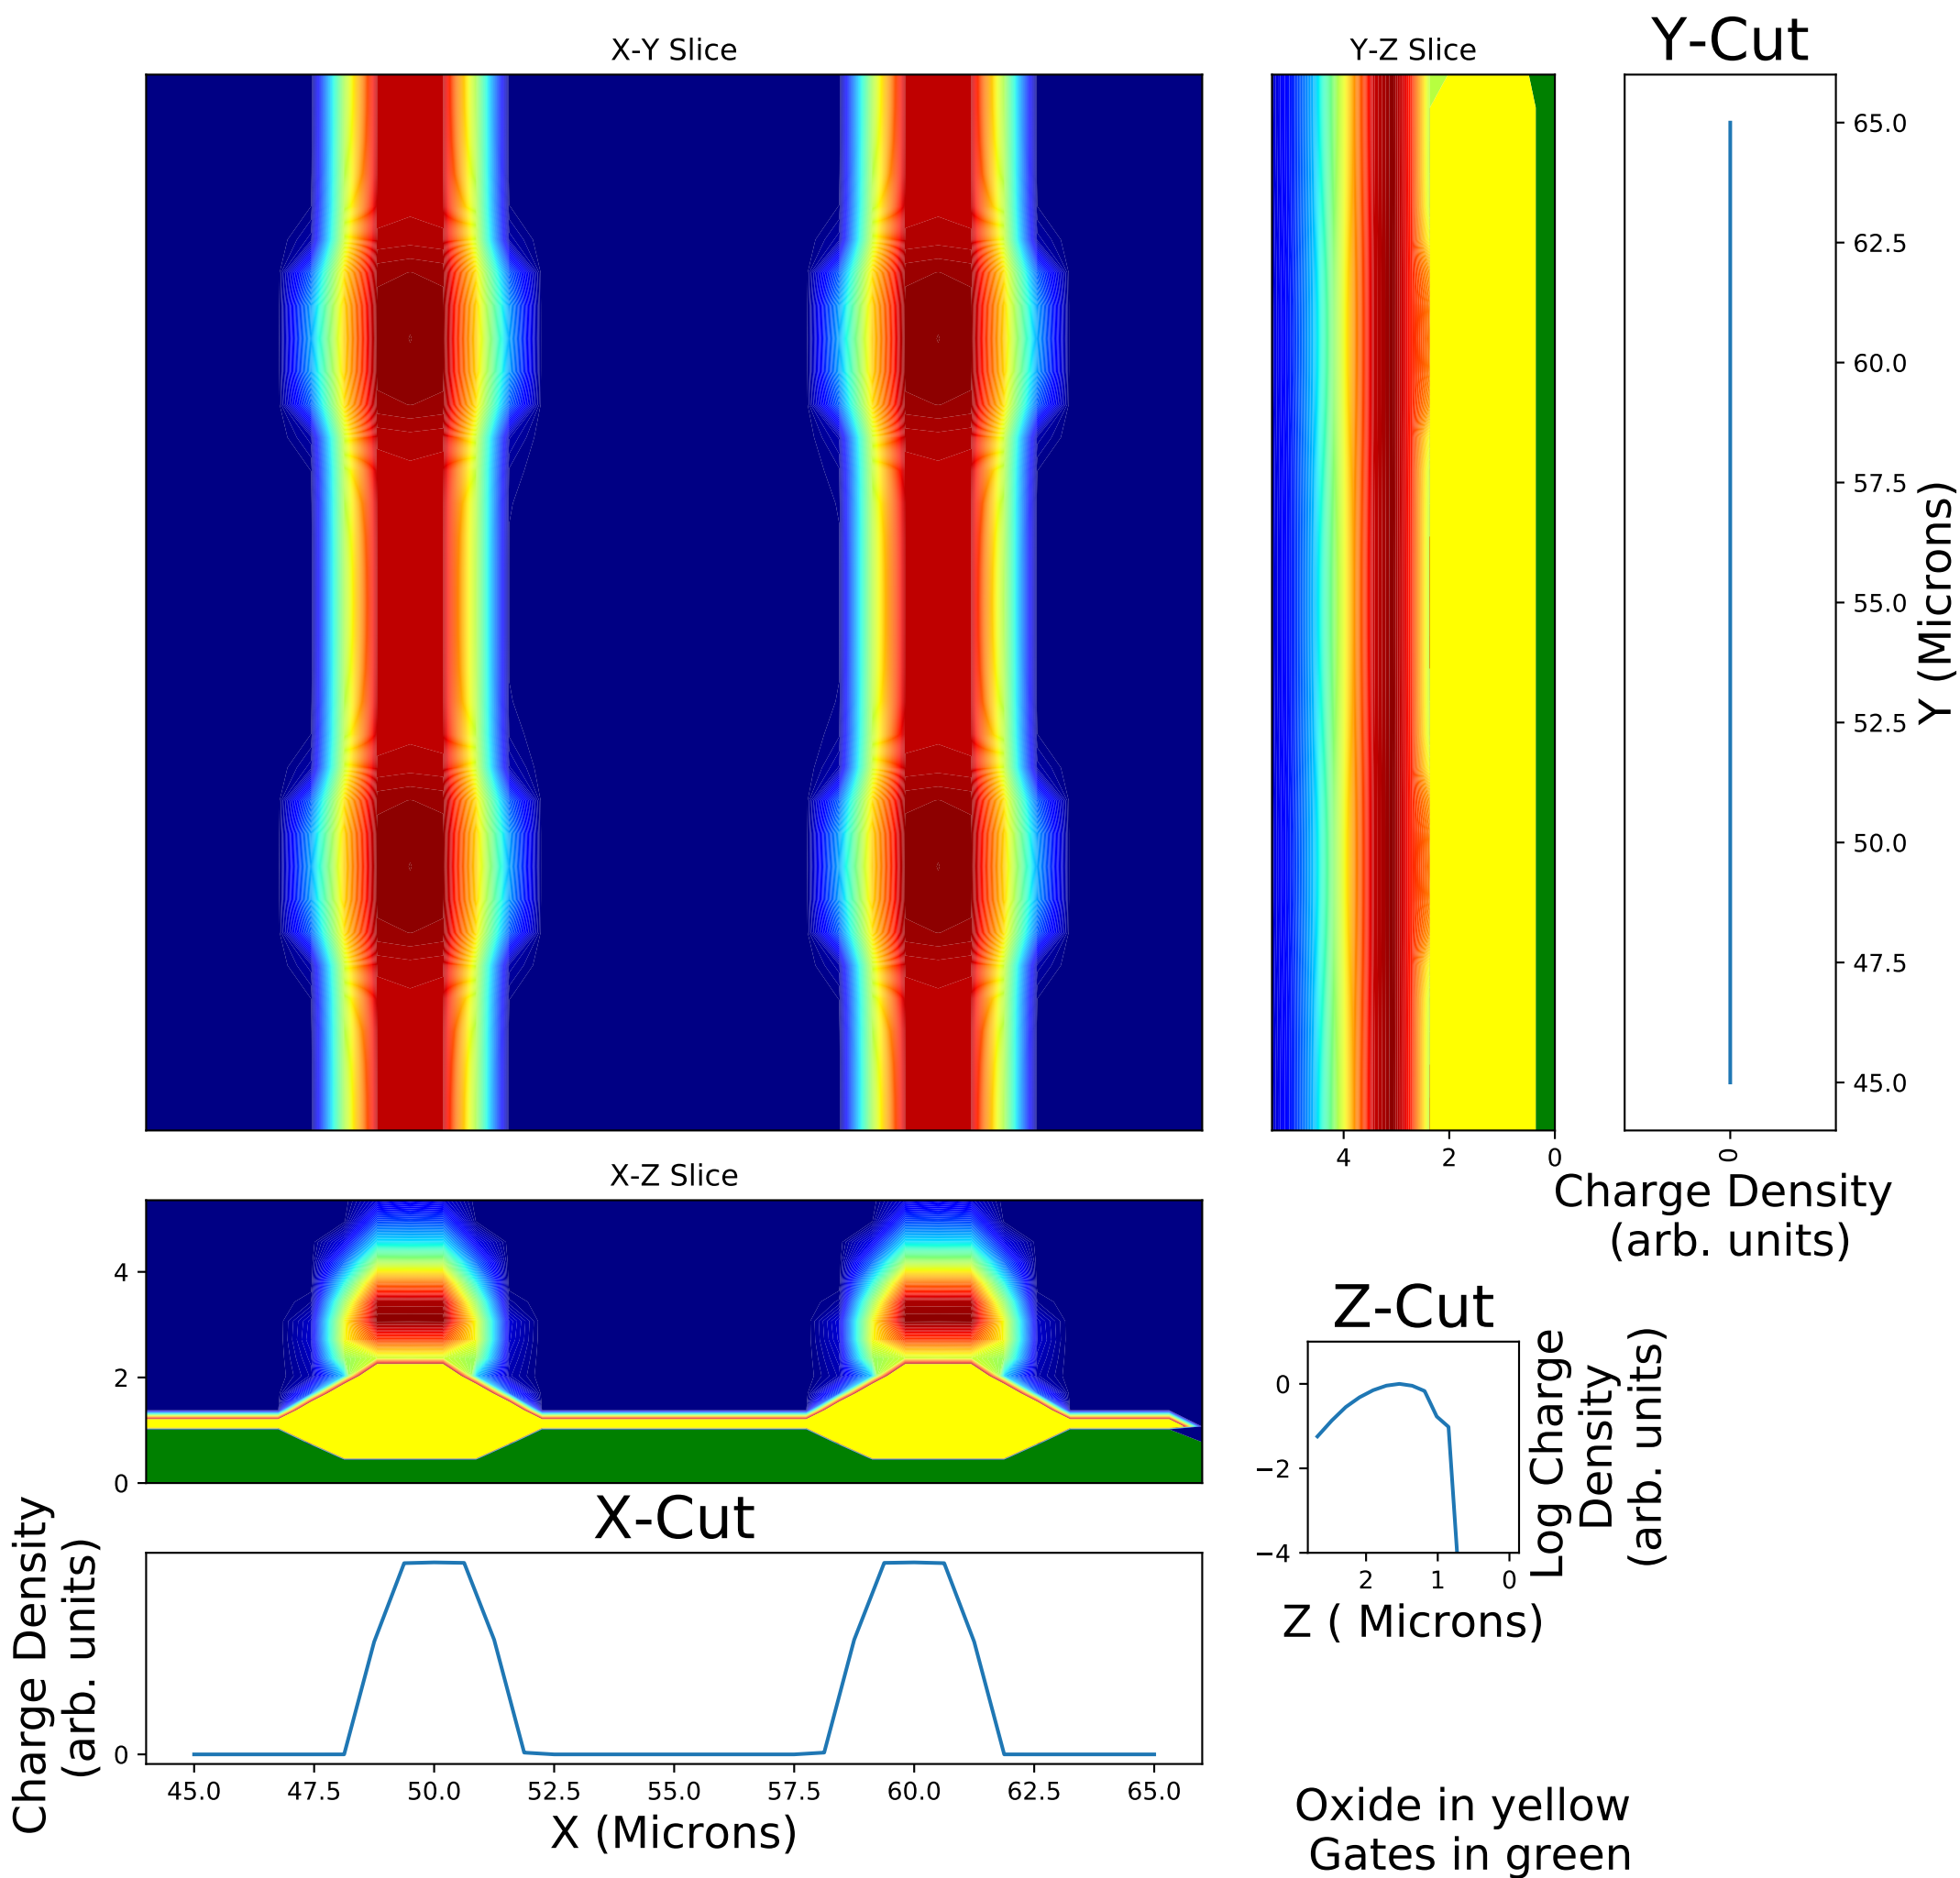 X-Y Slice
Y-Z Slice
Y-Cut
65.0
62.5
60.0
57.5
55.0
52.5
50.0
47.5
45.0
Y (Microns)
4
2
0
0
Charge Density
(arb. units)
X-Z Slice
4
2
0
Z-Cut
0
−2
−4
2
1
0
Z ( Microns)
Log Charge
Density
(arb. units)
X-Cut
Charge Density
(arb. units)
0
45.0
47.5
50.0
52.5
55.0
57.5
60.0
62.5
65.0
X (Microns)
Oxide in yellow
Gates in green